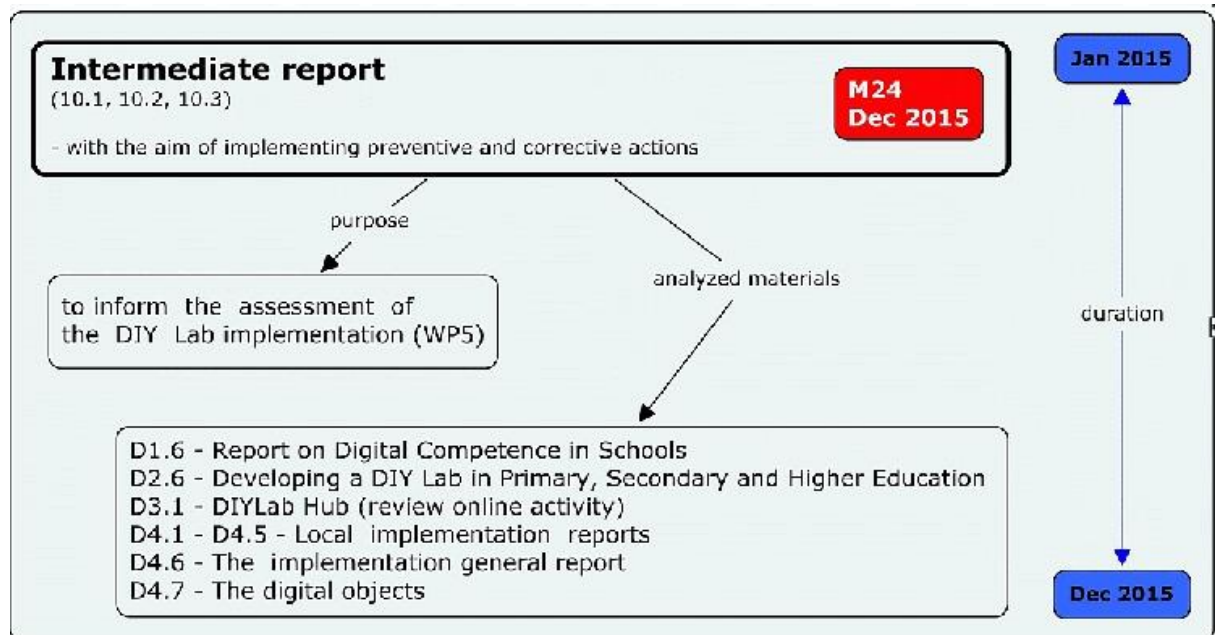 Intermediate report
(10.1, 10.2, 10.3)
- with the aim of implementing preventive and corrective actions
M24
Dec 2015
Jan 2015
purpose
analyzed materials
duration
to inform the assessment of
the DIY Lab implementation (WP5)
D1.6 - Report on Digital Competence in Schools
D2.6 - Developing a DIY Lab in Primary, Secondary and Higher Education
D3.1 - DIYLab Hub (review online activity)
D4.1 - D4.5 - Local implementation reports
D4.6 - The implementation general report
D4.7 - The digital objects
Dec 2015